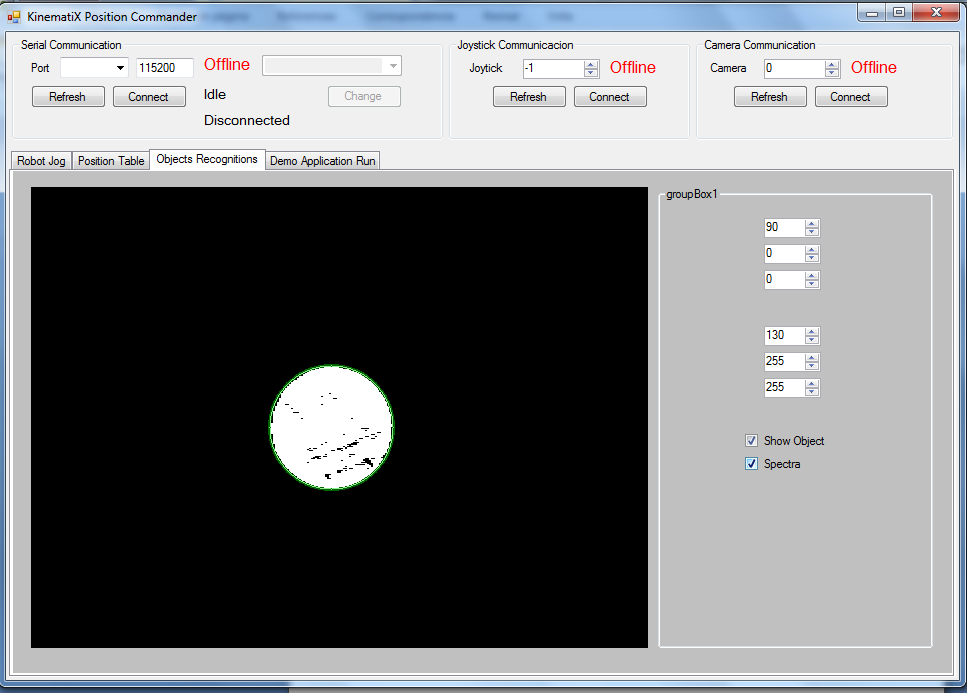 KinematiX Position Commander
Serial Communication
Port 115200 Offline
Refresh Connect Idle Change
Disconnected
Joystick Communicacion
Joytick -1 Offline
Refresh Connect
Camera Communication
Camera 0 Offline
Refresh Connect
Robot Jog Position Table Objects Recognitions Demo Application Run
groupBox1
90
0
0
130
255
255
Show Object
Spectra